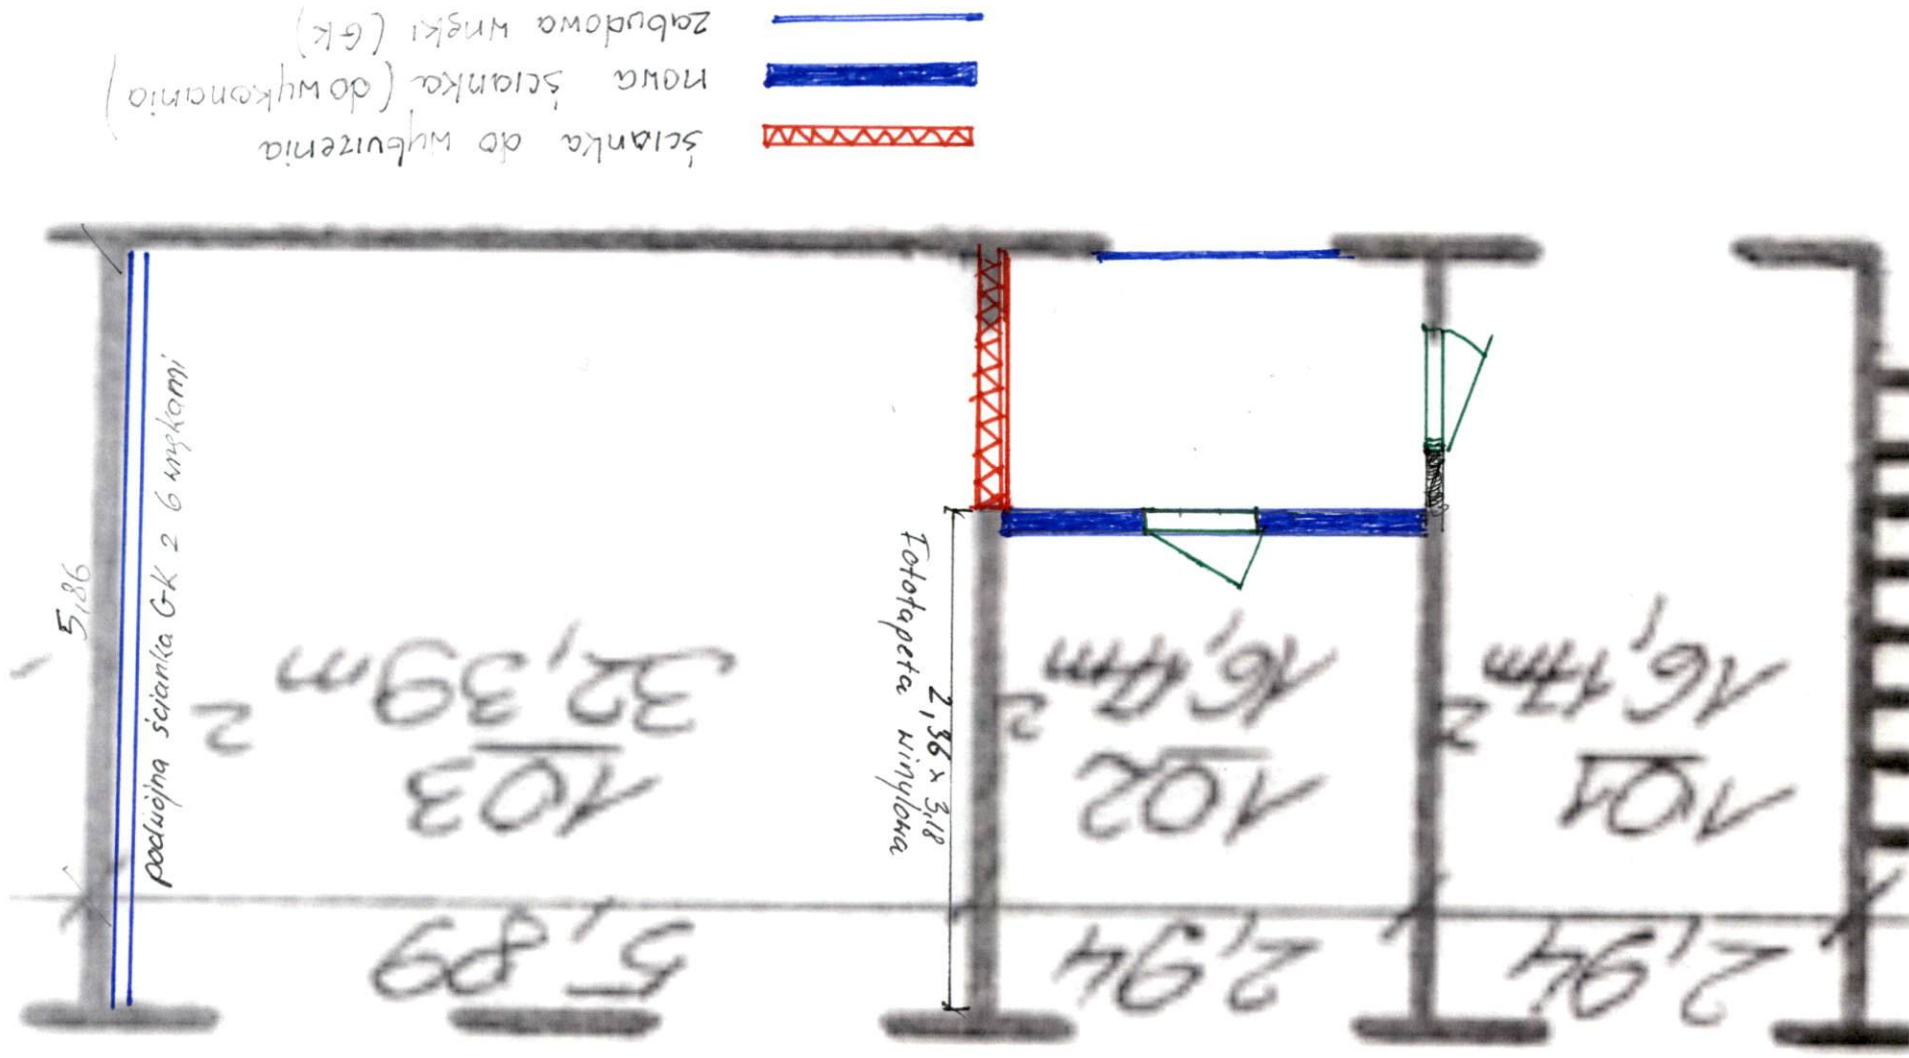 ścianka do wyburzenia
nowa ścianka (do wykonania)
zabudowa wnęki (GK)
5,86
podwójna ścianka GK z 6 wnękami
103
32,39m²
5,89
Fototapeta winylowa
2,36 x 3,18
102
16,17m²
2,94
101
16,17m²
2,94